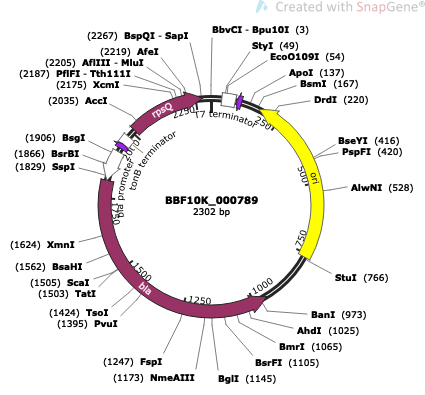 Created with SnapGene®
(2267) BspQI - SapI
BbvCI - Bpu10I (3)
(2219) AfeI
StyI (49)
(2205) AflIII - MluI
EcoO109I (54)
(2187) PflFI - Tth111I
ApoI (137)
(2175) XcmI
BsmI (167)
(2035) AccI
DrdI (220)
rpsQ
2250
T7 terminator
250
(1906) BsgI
tonB terminator
BseYI (416)
(1866) BsrBI
PspFI (420)
(1829) SspI
bla promoter
500
ori
AlwNI (528)
BBF10K_000789
2302 bp
1750
(1624) XmnI
750
(1562) BsaHI
StuI (766)
(1505) ScaI
1500
(1503) TatI
bla
1000
(1424) TsoI
1250
BanI (973)
(1395) PvuI
AhdI (1025)
(1247) FspI
BmrI (1065)
(1173) NmeAIII
BsrFI (1105)
BglI (1145)